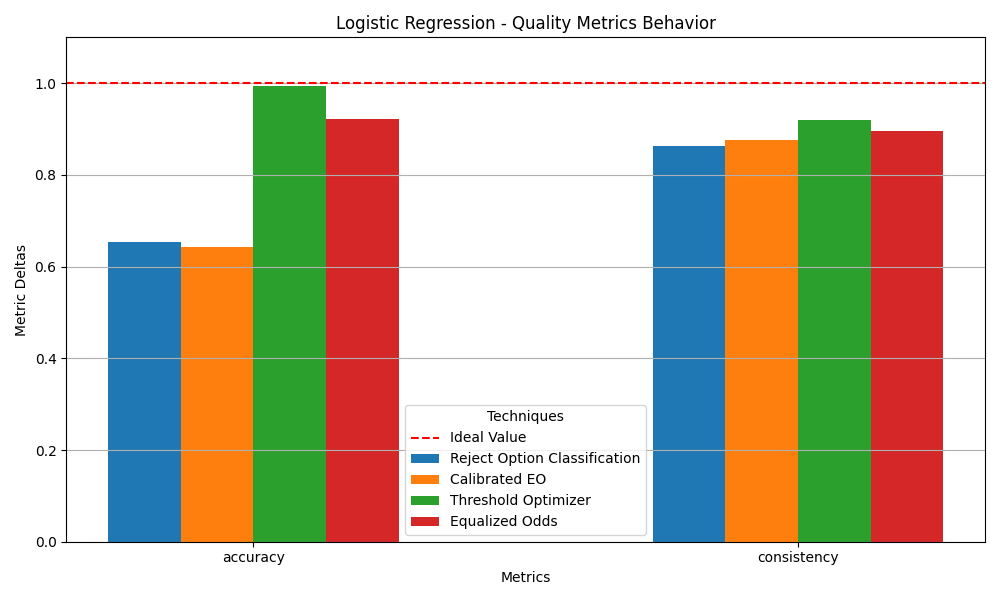 Logistic Regression - Quality Metrics Behavior
Metric Deltas
1.0
0.8
0.6
0.4
0.2
0.0
Techniques
Ideal Value
Reject Option Classification
Calibrated EO
Threshold Optimizer
Equalized Odds
accuracy
consistency
Metrics